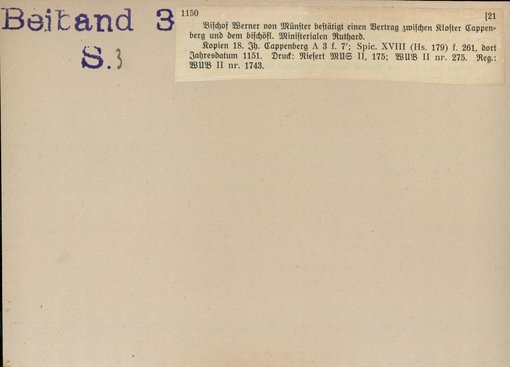 Beiband 3
S. 3
1150 [21
Bischof Werner von Münster bestätigt einen Vertrag zwischen Kloster Cappen-
berg und dem bischöfl. Ministerialen Ruthard.
Kopien 18. Jh. Cappenberg A 3 f. 7'; Spic. XVIII (Hs. 179) f. 261, dort
Jahresdatum 1151. Druck: Niesert MUS II, 175; WUB II nr. 275. Reg.:
WUB II nr. 1743.